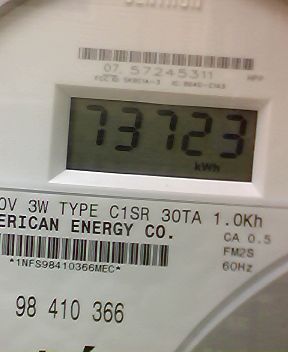 07 57245311
73723
kWh
0V 3W TYPE C1SR 30TA 1.0Kh
ERICAN ENERGY CO.
CA 0.5
FM2S
*1NFS98410366MEC*
60Hz
98 410 366